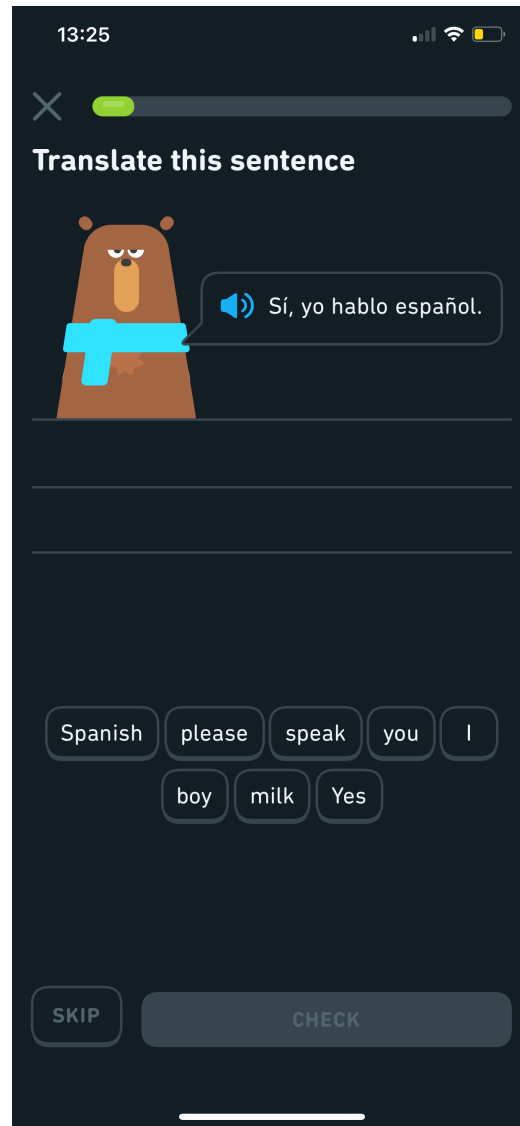 13:25
Translate this sentence
Sí, yo hablo español.
Spanish please speak you I
boy milk Yes
SKIP CHECK